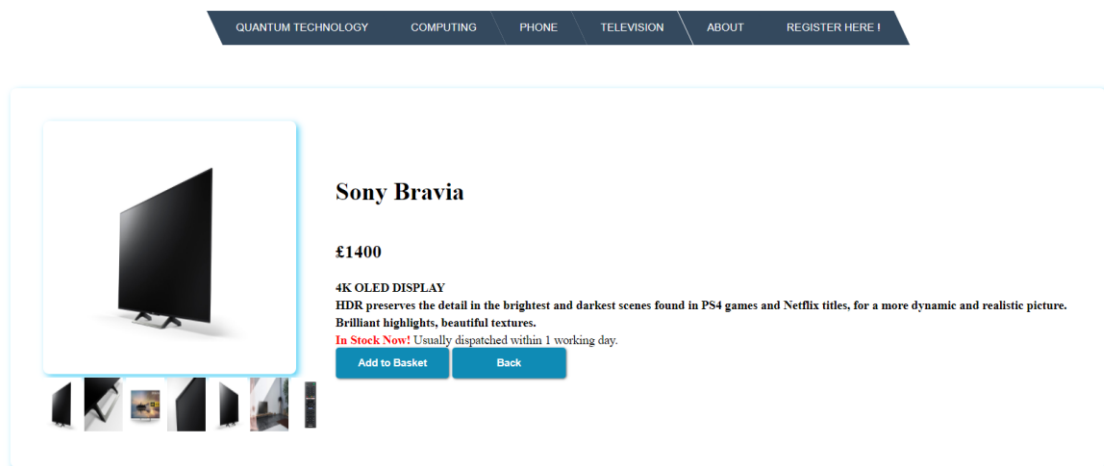 QUANTUM TECHNOLOGY COMPUTING PHONE TELEVISION ABOUT REGISTER HERE !
Sony Bravia
£1400
4K OLED DISPLAY
HDR preserves the detail in the brightest and darkest scenes found in PS4 games and Netflix titles, for a more dynamic and realistic picture.
Brilliant highlights, beautiful textures.
In Stock Now! Usually dispatched within 1 working day.
Add to Basket Back